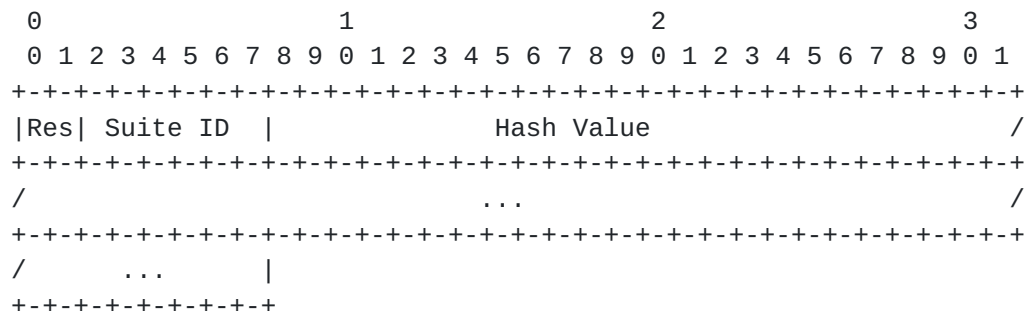 0                   1                   2                   3
 0 1 2 3 4 5 6 7 8 9 0 1 2 3 4 5 6 7 8 9 0 1 2 3 4 5 6 7 8 9 0 1
+-+-+-+-+-+-+-+-+-+-+-+-+-+-+-+-+-+-+-+-+-+-+-+-+-+-+-+-+-+-+-+-+
|Res| Suite ID  |              Hash Value                       /
+-+-+-+-+-+-+-+-+-+-+-+-+-+-+-+-+-+-+-+-+-+-+-+-+-+-+-+-+-+-+-+-+
/                             ...                               /
+-+-+-+-+-+-+-+-+-+-+-+-+-+-+-+-+-+-+-+-+-+-+-+-+-+-+-+-+-+-+-+-+
/      ...      |
+-+-+-+-+-+-+-+-+